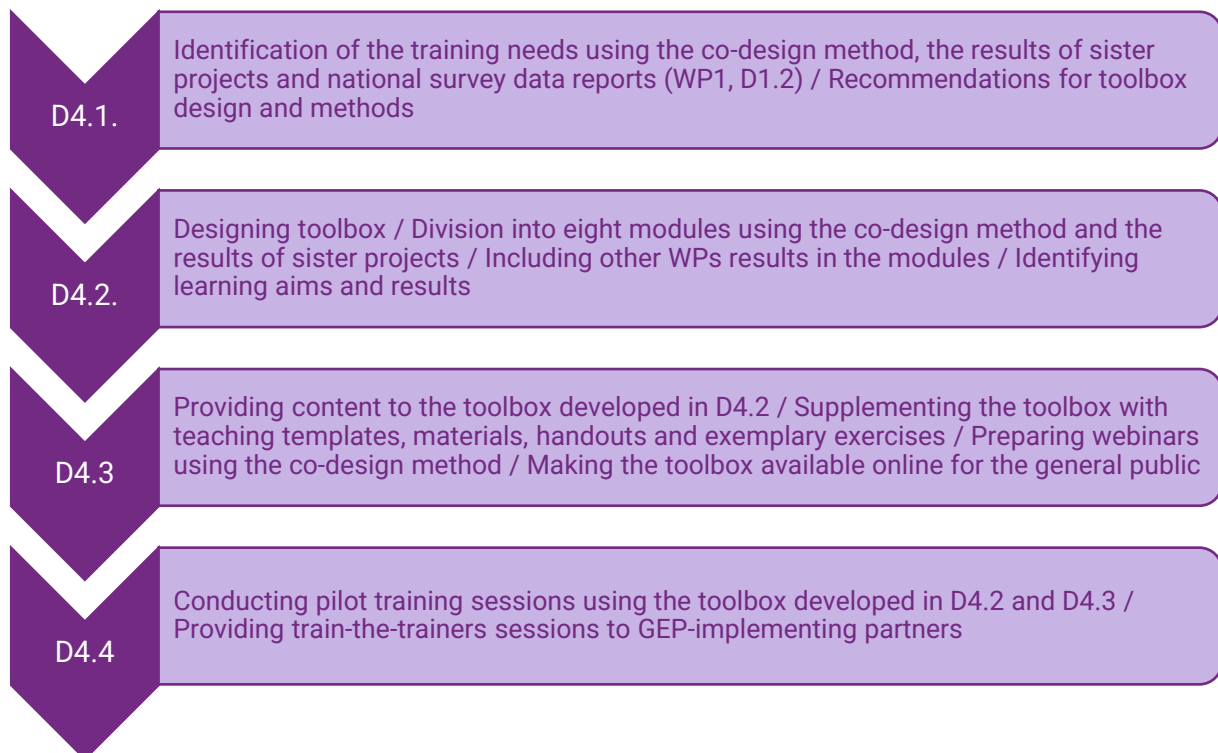 D4.1.
Identification of the training needs using the co-design method, the results of sister
projects and national survey data reports (WP1, D1.2) / Recommendations for toolbox
design and methods
D4.2.
Designing toolbox / Division into eight modules using the co-design method and the
results of sister projects / Including other WPs results in the modules / Identifying
learning aims and results
D4.3
Providing content to the toolbox developed in D4.2 / Supplementing the toolbox with
teaching templates, materials, handouts and exemplary exercises / Preparing webinars
using the co-design method / Making the toolbox available online for the general public
D4.4
Conducting pilot training sessions using the toolbox developed in D4.2 and D4.3 /
Providing train-the-trainers sessions to GEP-implementing partners